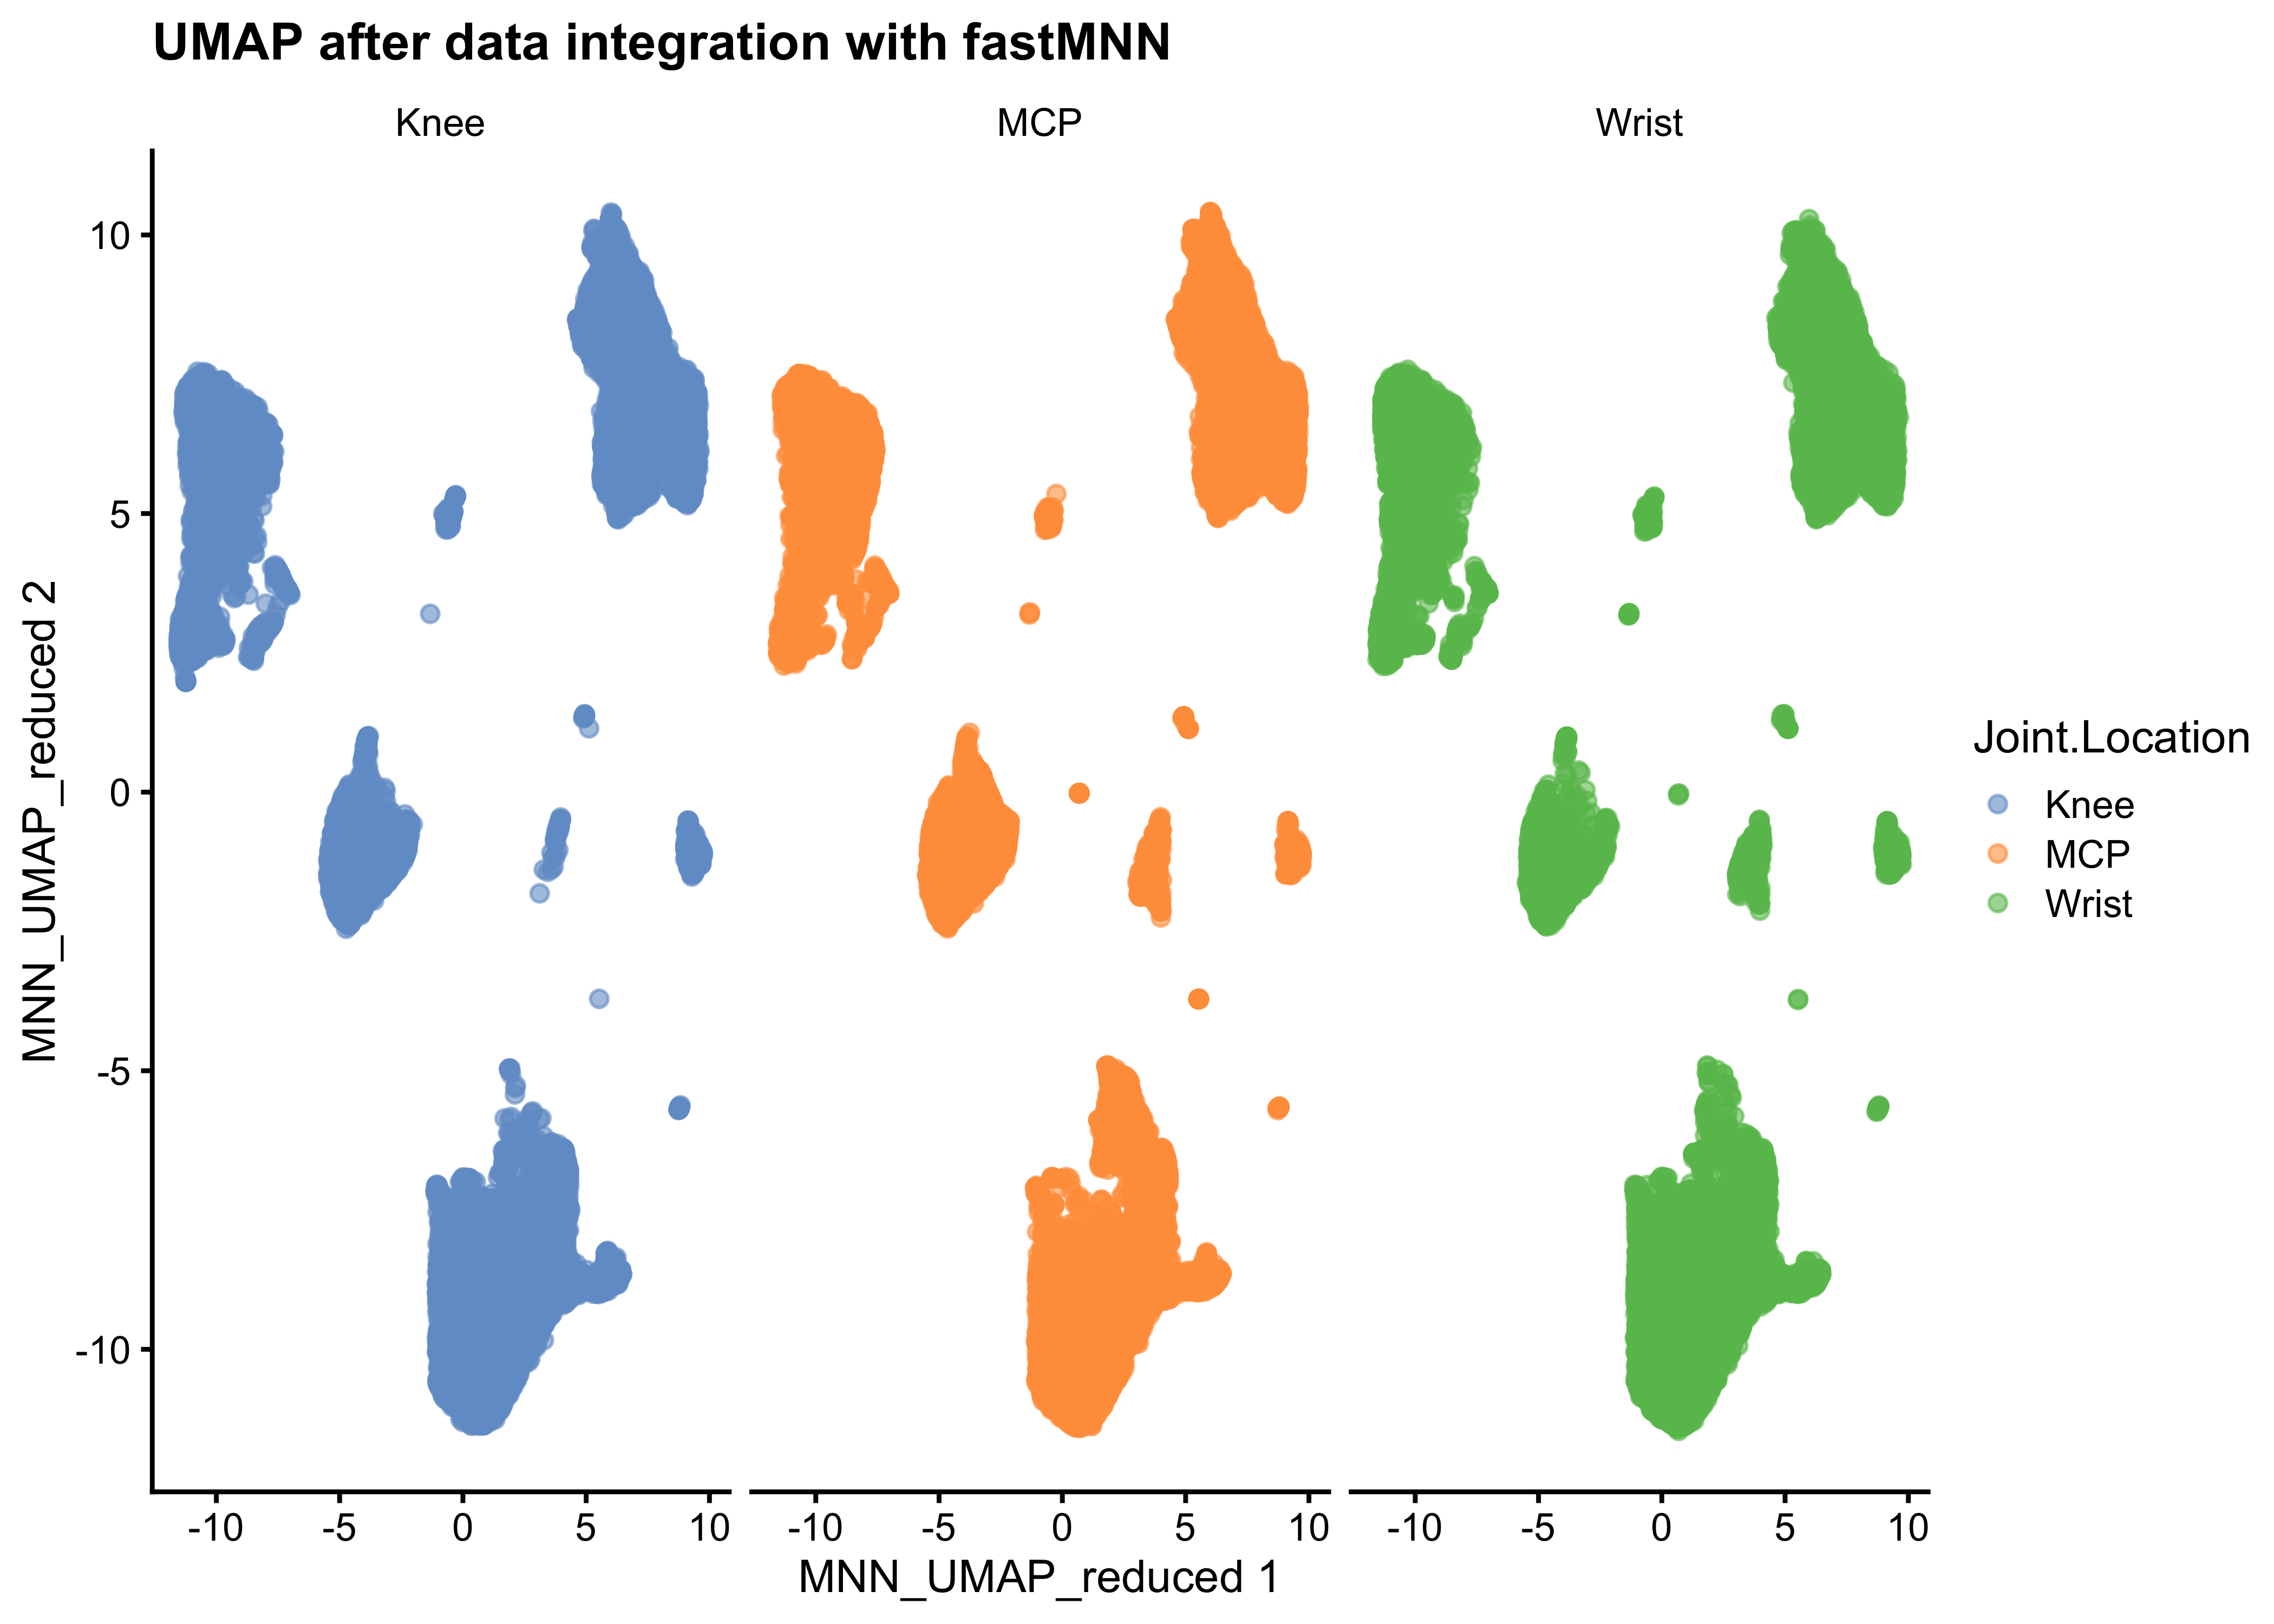 UMAP after data integration with fastMNN
Knee MCP Wrist
10
5
0
-5
-10
MNN_UMAP_reduced 2
-10 -5 0 5 10 -10 -5 0 5 10 -10 -5 0 5 10
MNN_UMAP_reduced 1
Joint.Location
Knee
MCP
Wrist